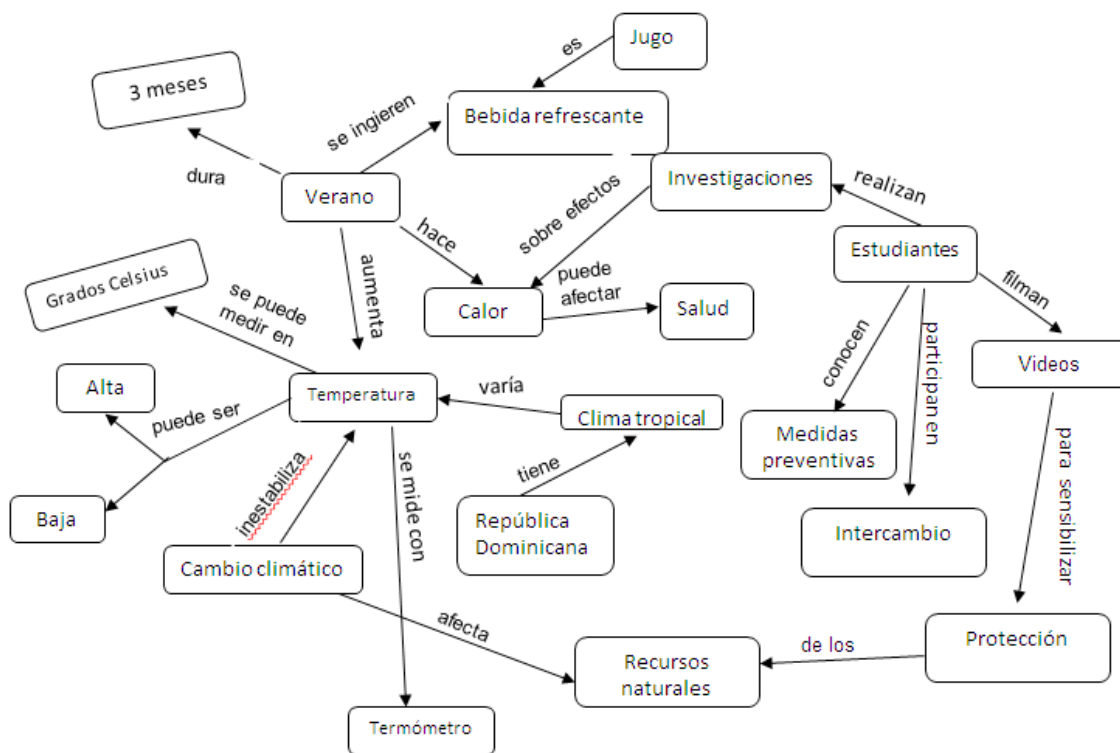 Jugo
es
3 meses
Bebida refrescante
se ingieren
dura
Verano
Investigaciones
realizan
sobre efectos
hace
Estudiantes
Grados Celsius
aumenta
se puede
medir en
puede
afectar
filman
Calor
Salud
conocen
participan en
Videos
Alta
Temperatura
varía
Clima tropical
puede ser
Medidas
preventivas
para sensibilizar
inestabiliza
se mide con
tiene
Baja
República
Dominicana
Intercambio
Cambio climático
afecta
Protección
de los
Recursos
naturales
Termómetro